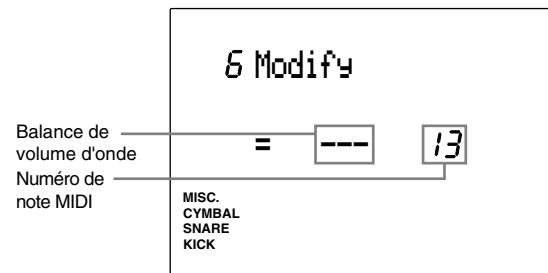 6 Modify
Balance de
volume d'onde
= --- 13
Numéro de
note MIDI
MISC.
CYMBAL
SNARE
KICK